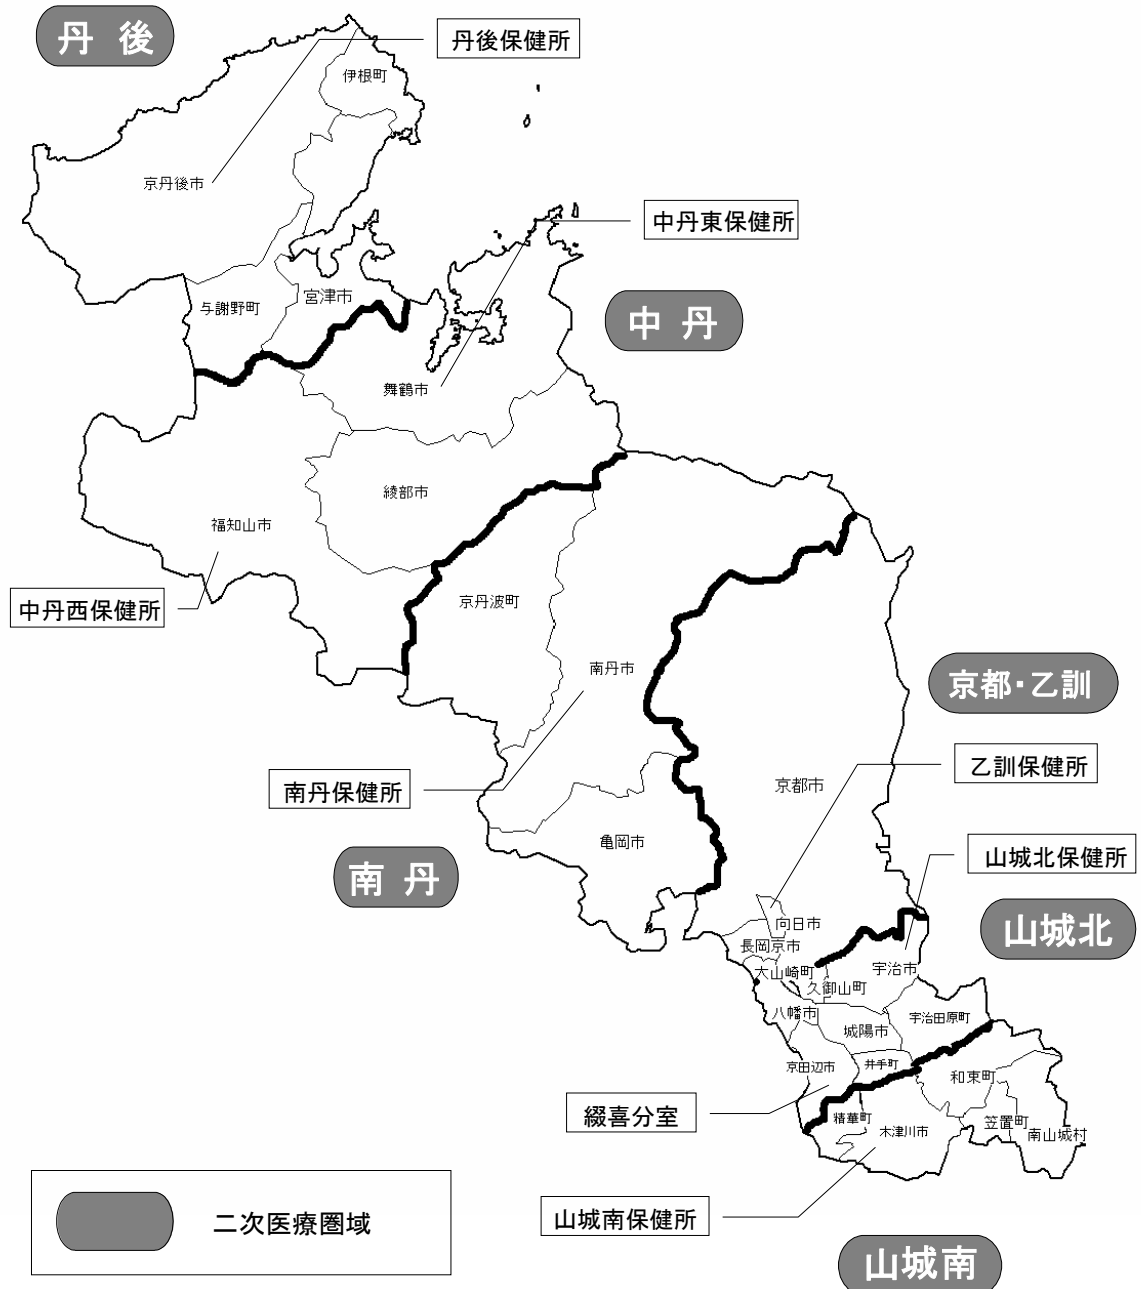 丹後
丹後保健所
伊根町
京丹後市
中丹東保健所
与謝野町
宮津市
中丹
舞鶴市
綾部市
福知山市
中丹西保健所
京丹波町
南丹市
京都・乙訓
乙訓保健所
南丹保健所
京都市
亀岡市
山城北保健所
南丹
山城北
向日市
長岡京市
大山崎町
宇治市
久御山町
八幡市
宇治田原町
城陽市
井手町
京田辺市
和束町
綴喜分室
精華町
木津川市
笠置町
南山城村
山城南保健所
二次医療圏域
山城南